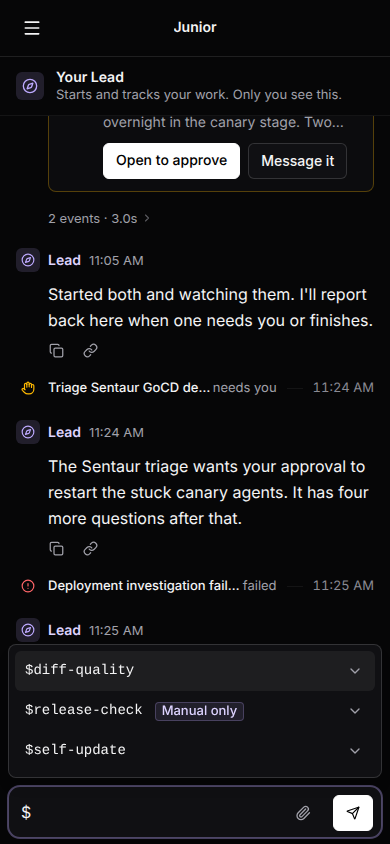 Junior
Your Lead
Starts and tracks your work. Only you see this.
overnight in the canary stage. Two...
Open to approve
Message it
2 events · 3.0s
Lead 11:05 AM
Started both and watching them. I'll report
back here when one needs you or finishes.
Triage Sentaur GoCD de... needs you 11:24 AM
Lead 11:24 AM
The Sentaur triage wants your approval to
restart the stuck canary agents. It has four
more questions after that.
Deployment investigation fail... failed 11:25 AM
Lead 11:25 AM
$diff-quality
$release-check Manual only
$self-update
$